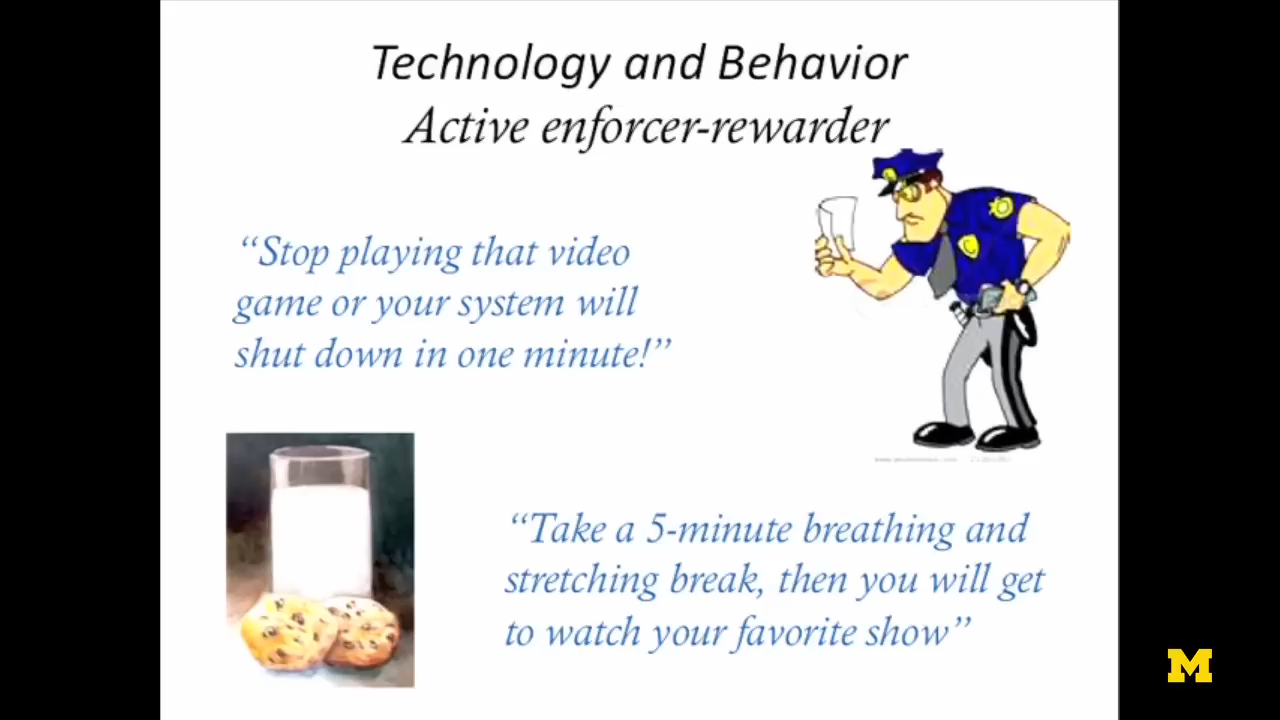 Technology and Behavior
Active enforcer-rewarder
“Stop playing that video
game or your system will
shut down in one minute!”
“Take a 5-minute breathing and
stretching break, then you will get
to watch your favorite show”
M